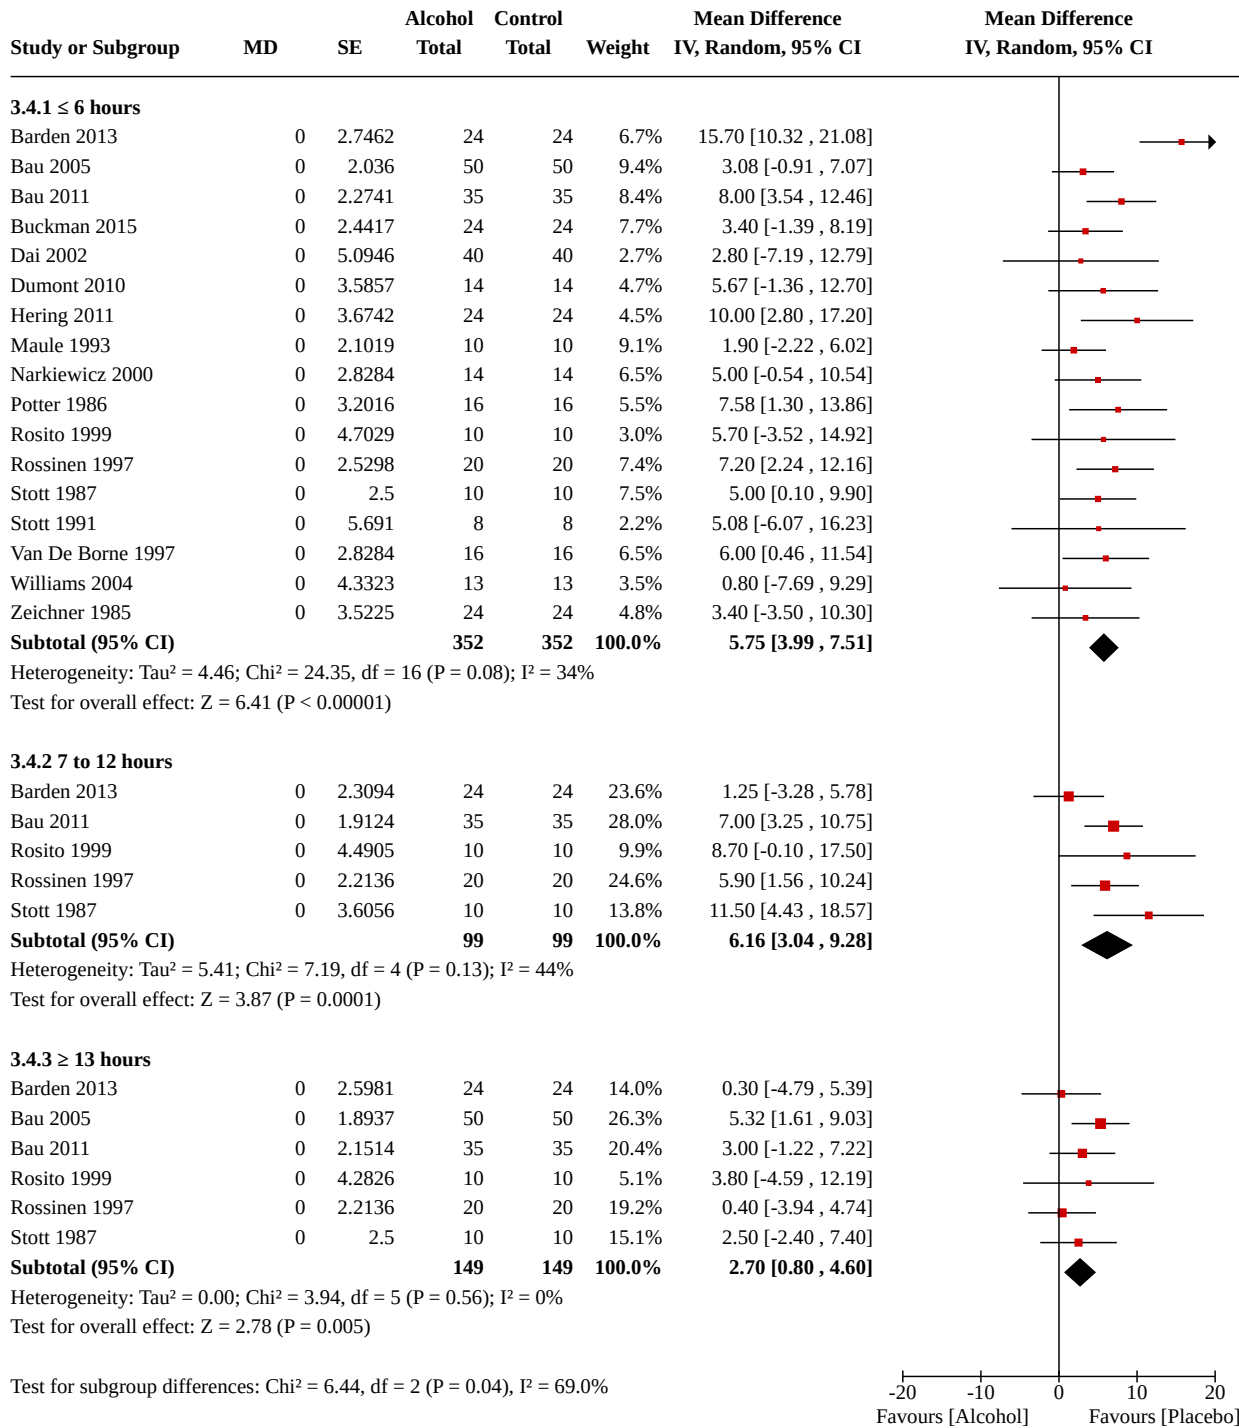 Alcohol Control Mean Difference Mean Difference
Study or Subgroup MD SE Total Total Weight IV, Random, 95% CI IV, Random, 95% CI
3.4.1 ≤ 6 hours
Barden 2013 0 2.7462 24 24 6.7% 15.70 [10.32 , 21.08]
Bau 2005 0 2.036 50 50 9.4% 3.08 [-0.91 , 7.07]
Bau 2011 0 2.2741 35 35 8.4% 8.00 [3.54 , 12.46]
Buckman 2015 0 2.4417 24 24 7.7% 3.40 [-1.39 , 8.19]
Dai 2002 0 5.0946 40 40 2.7% 2.80 [-7.19 , 12.79]
Dumont 2010 0 3.5857 14 14 4.7% 5.67 [-1.36 , 12.70]
Hering 2011 0 3.6742 24 24 4.5% 10.00 [2.80 , 17.20]
Maule 1993 0 2.1019 10 10 9.1% 1.90 [-2.22 , 6.02]
Narkiewicz 2000 0 2.8284 14 14 6.5% 5.00 [-0.54 , 10.54]
Potter 1986 0 3.2016 16 16 5.5% 7.58 [1.30 , 13.86]
Rosito 1999 0 4.7029 10 10 3.0% 5.70 [-3.52 , 14.92]
Rossinen 1997 0 2.5298 20 20 7.4% 7.20 [2.24 , 12.16]
Stott 1987 0 2.5 10 10 7.5% 5.00 [0.10 , 9.90]
Stott 1991 0 5.691 8 8 2.2% 5.08 [-6.07 , 16.23]
Van De Borne 1997 0 2.8284 16 16 6.5% 6.00 [0.46 , 11.54]
Williams 2004 0 4.3323 13 13 3.5% 0.80 [-7.69 , 9.29]
Zeichner 1985 0 3.5225 24 24 4.8% 3.40 [-3.50 , 10.30]
Subtotal (95% CI) 352 352 100.0% 5.75 [3.99 , 7.51]
Heterogeneity: Tau² = 4.46; Chi² = 24.35, df = 16 (P = 0.08); I² = 34%
Test for overall effect: Z = 6.41 (P < 0.00001)
3.4.2 7 to 12 hours
Barden 2013 0 2.3094 24 24 23.6% 1.25 [-3.28 , 5.78]
Bau 2011 0 1.9124 35 35 28.0% 7.00 [3.25 , 10.75]
Rosito 1999 0 4.4905 10 10 9.9% 8.70 [-0.10 , 17.50]
Rossinen 1997 0 2.2136 20 20 24.6% 5.90 [1.56 , 10.24]
Stott 1987 0 3.6056 10 10 13.8% 11.50 [4.43 , 18.57]
Subtotal (95% CI) 99 99 100.0% 6.16 [3.04 , 9.28]
Heterogeneity: Tau² = 5.41; Chi² = 7.19, df = 4 (P = 0.13); I² = 44%
Test for overall effect: Z = 3.87 (P = 0.0001)
3.4.3 ≥ 13 hours
Barden 2013 0 2.5981 24 24 14.0% 0.30 [-4.79 , 5.39]
Bau 2005 0 1.8937 50 50 26.3% 5.32 [1.61 , 9.03]
Bau 2011 0 2.1514 35 35 20.4% 3.00 [-1.22 , 7.22]
Rosito 1999 0 4.2826 10 10 5.1% 3.80 [-4.59 , 12.19]
Rossinen 1997 0 2.2136 20 20 19.2% 0.40 [-3.94 , 4.74]
Stott 1987 0 2.5 10 10 15.1% 2.50 [-2.40 , 7.40]
Subtotal (95% CI) 149 149 100.0% 2.70 [0.80 , 4.60]
Heterogeneity: Tau² = 0.00; Chi² = 3.94, df = 5 (P = 0.56); I² = 0%
Test for overall effect: Z = 2.78 (P = 0.005)
Test for subgroup differences: Chi² = 6.44, df = 2 (P = 0.04), I² = 69.0%
-20 -10 0 10 20
Favours [Alcohol] Favours [Placebo]